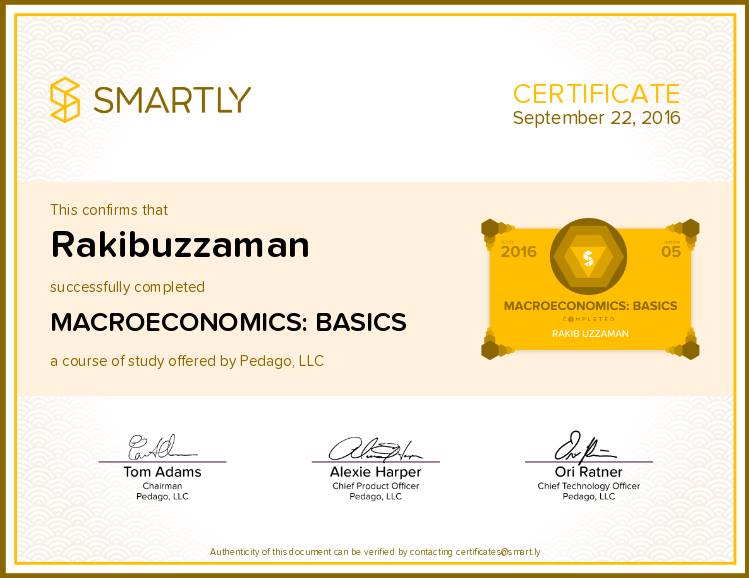 SMARTLY
CERTIFICATE
September 22, 2016
This confirms that
Rakibuzzaman
successfully completed
MACROECONOMICS: BASICS
a course of study offered by Pedago, LLC
2016
05
MACROECONOMICS: BASICS
COMPLETED
RAKIB UZZAMAN
Tom Adams
Chairman
Pedago, LLC
Alexie Harper
Chief Product Officer
Pedago, LLC
Ori Ratner
Chief Technology Officer
Pedago, LLC
Authenticity of this document can be verified by contacting certificates@smart.ly